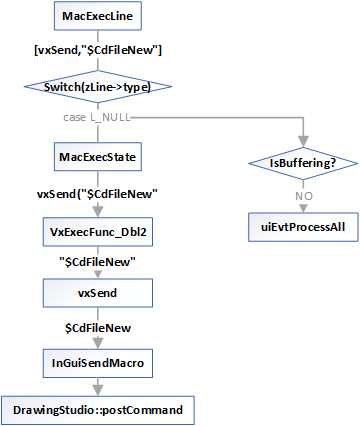 MacExecLine
[vxSend,"$CdFileNew"]
Switch(zLine->type)
case L_NULL
MacExecState
IsBuffering?
vxSend("$CdFileNew"
NO
VxExecFunc_Dbl2
uiEvtProcessAll
"$CdFileNew"
vxSend
$CdFileNew
InGuiSendMacro
DrawingStudio::postCommand